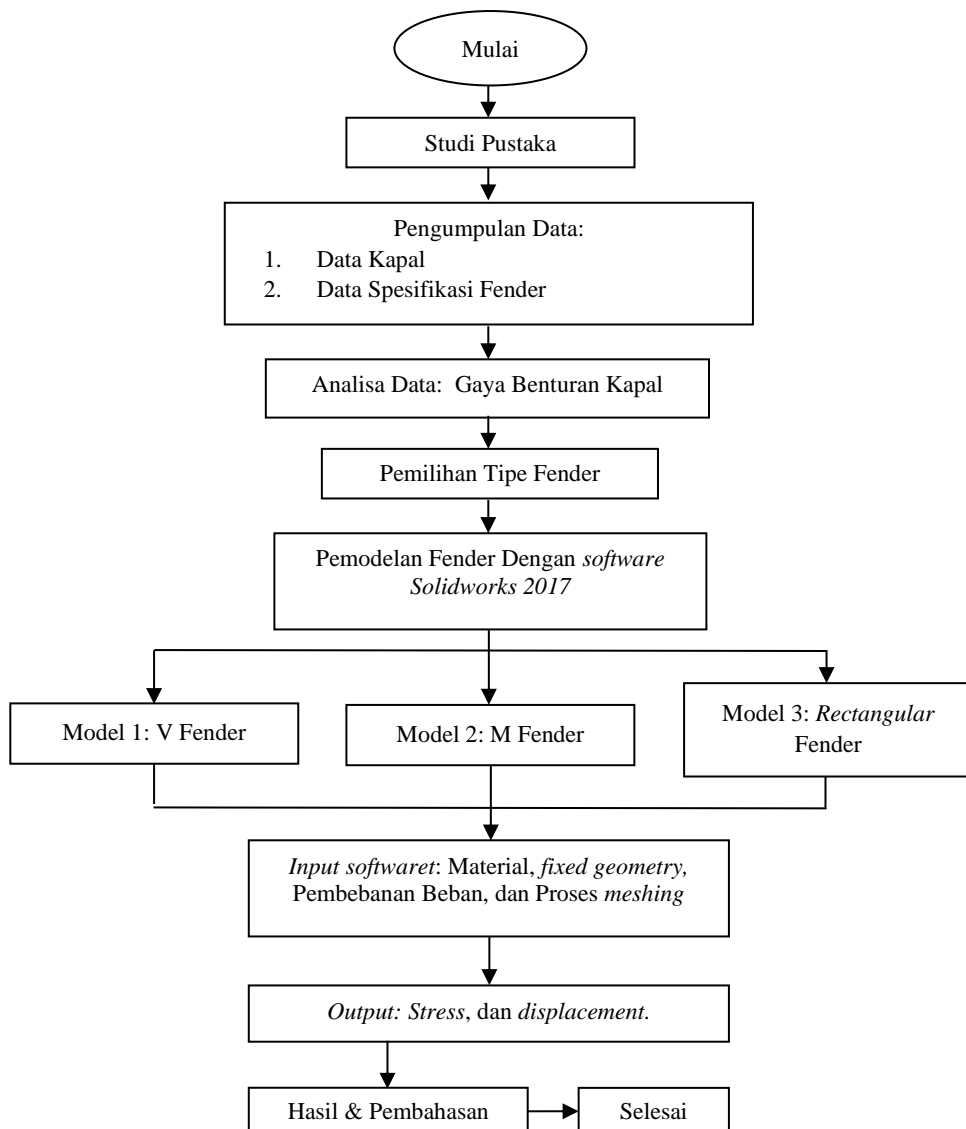 Mulai
Studi Pustaka
Pengumpulan Data:
1. Data Kapal
2. Data Spesifikasi Fender
Analisa Data: Gaya Benturan Kapal
Pemilihan Tipe Fender
Pemodelan Fender Dengan software
Solidworks 2017
Model 1: V Fender
Model 2: M Fender
Model 3: Rectangular
Fender
Input softwaret: Material, fixed geometry,
Pembebanan Beban, dan Proses meshing
Output: Stress, dan displacement.
Hasil & Pembahasan
Selesai